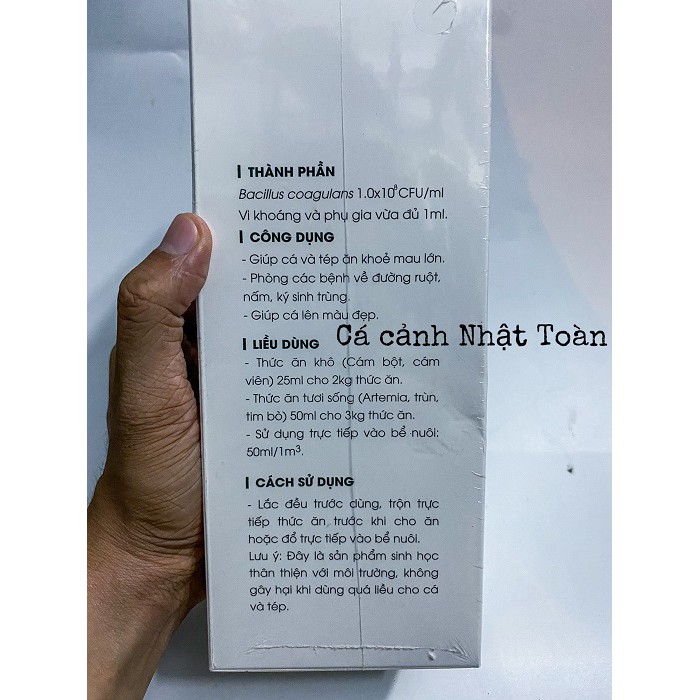 THÀNH PHẦN
Bacillus coagulans 1.0x10⁸CFU/ml
Vi khoáng và phụ gia vừa đủ 1ml.
CÔNG DỤNG
- Giúp cá và tép ăn khoẻ mau lớn.
- Phòng các bệnh về đường ruột,
nấm, ký sinh trùng.
- Giúp cá lên màu đẹp.
Cá cảnh Nhật Toàn
LIỀU DÙNG
- Thức ăn khô (Cám bột, cám
viên) 25ml cho 2kg thức ăn.
- Thức ăn tươi sống (Artemia, trùn,
tim bò) 50ml cho 3kg thức ăn.
- Sử dụng trực tiếp vào bể nuôi:
50ml/1m³.
CÁCH SỬ DỤNG
- Lắc đều trước dùng, trộn trực
tiếp thức ăn trước khi cho ăn
hoặc đổ trực tiếp vào bể nuôi.
Lưu ý: Đây là sản phẩm sinh học
thân thiện với môi trường, không
gây hại khi dùng quá liều cho cá
và tép.